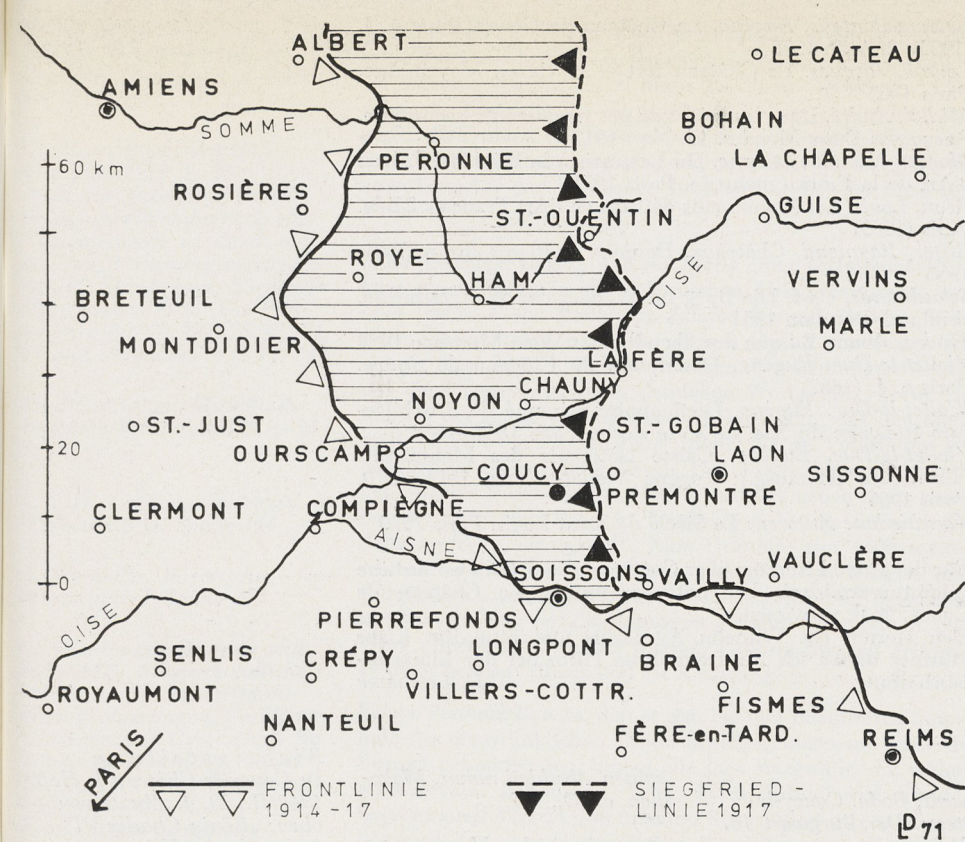 ALBERT
LE CATEAU
AMIENS
SOMME
BOHAIN
60 km
PERONNE
LA CHAPELLE
ROSIÈRES
GUISE
ST.-QUENTIN
ROYE
HAM
OISE
VERVINS
BRETEUIL
MARLE
MONTDIDIER
LA FÈRE
CHAUNY
NOYON
ST.-JUST
ST.-GOBAIN
20
OURSCAMP
LAON
COUCY
SISSONNE
PRÉMONTRÉ
CLERMONT
COMPIÈGNE
AISNE
VAUCLÈRE
0
SOISSONS
VAILLY
OISE
PIERREFONDS
SENLIS
CRÉPY
LONGPONT
BRAINE
ROYAUMONT
VILLERS-COTTR.
FISMES
NANTEUIL
FÈRE-en-TARD.
REIMS
PARIS
FRONTLINIE
1914-17
SIEGFRIED-
LINIE 1917
LD 71